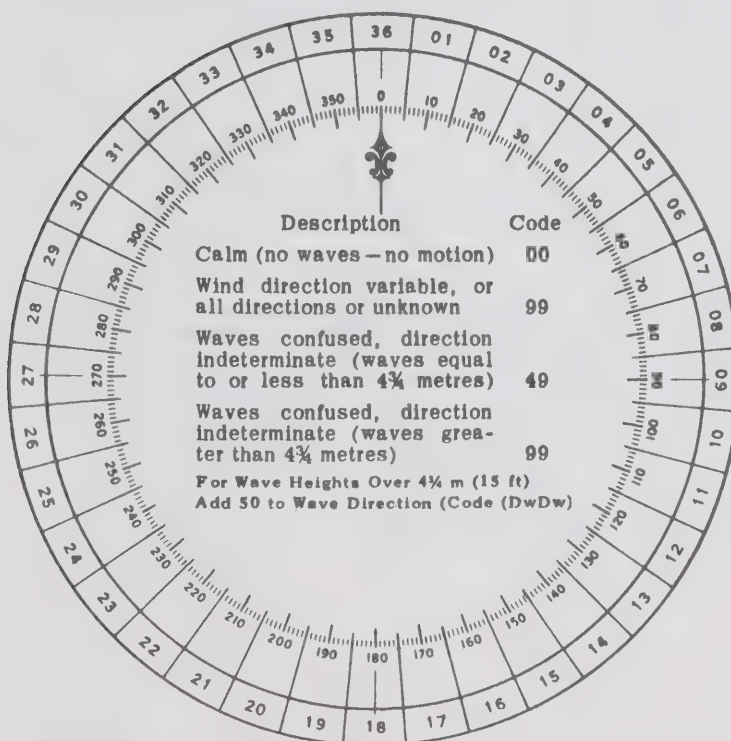 36 01 02 03 04 05 06 07 08 09 10 11 12 13 14 15 16 17 18 19 20 21 22 23 24 25 26 27 28 29 30 31 32 33 34 35
0 10 20 30 40 50 60 70 80 90 100 110 120 130 140 150 160 170 180 190 200 210 220 230 240 250 260 270 280 290 300 310 320 330 340 350
Description Code
Calm (no waves—no motion) 00
Wind direction variable, or
all directions or unknown 99
Waves confused, direction
indeterminate (waves equal
to or less than 4¾ metres) 49
Waves confused, direction
indeterminate (waves grea-
ter than 4¾ metres) 99
For Wave Heights Over 4¾ m (15 ft)
Add 50 to Wave Direction (Code (DwDw)